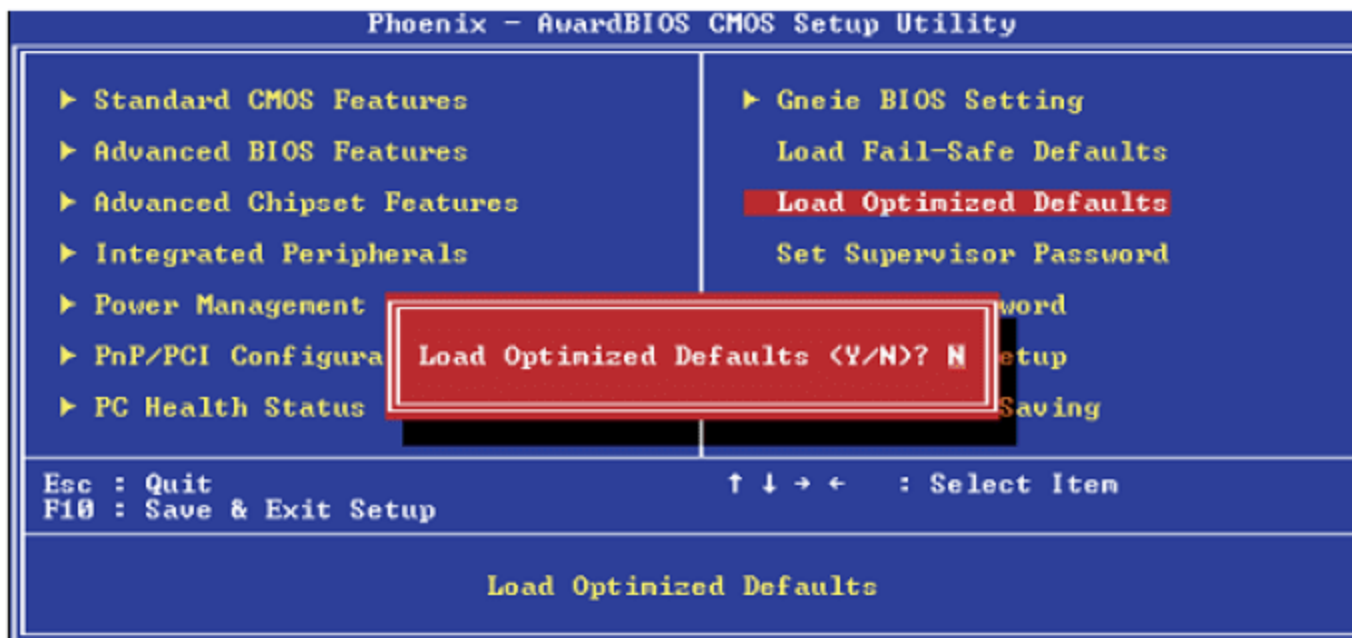 Phoenix - AwardBIOS CMOS Setup Utility
Standard CMOS Features
Advanced BIOS Features
Advanced Chipset Features
Integrated Peripherals
Power Management
PnP/PCI Configura
PC Health Status
Gneie BIOS Setting
Load Fail-Safe Defaults
Load Optimized Defaults
Set Supervisor Password
word
etup
Saving
Load Optimized Defaults (Y/N)? N
Esc : Quit
F10 : Save & Exit Setup
↑ ↓ → ← : Select Item
Load Optimized Defaults